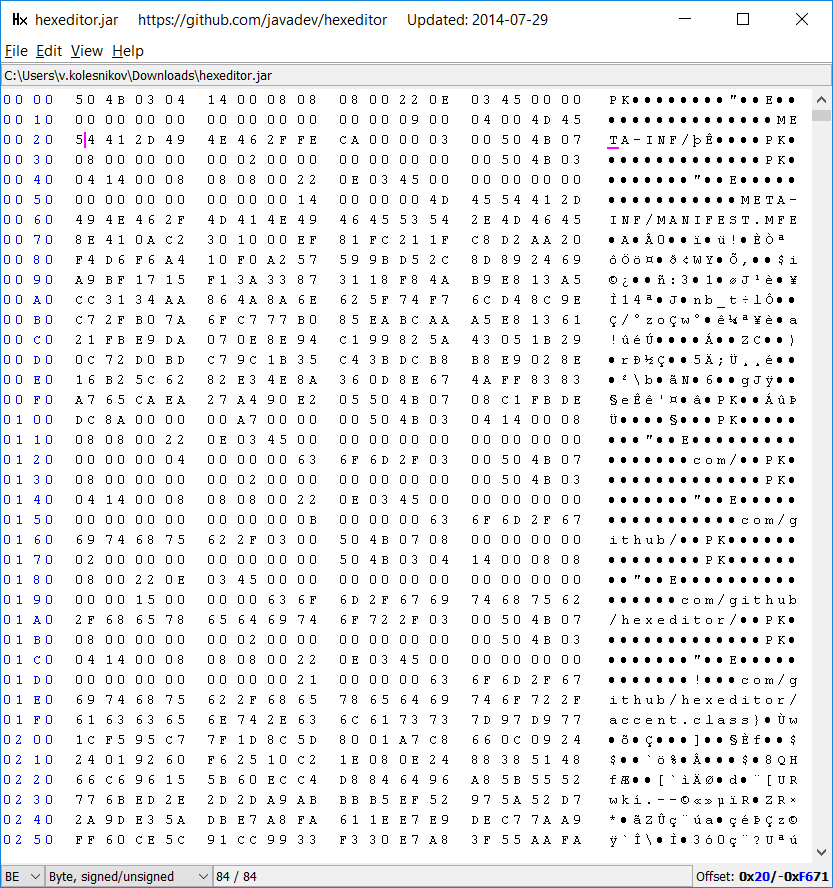 hexeditor.jar    https://github.com/javadev/hexeditor    Updated: 2014-07-29
File Edit View Help
C:\Users\v.kolesnikov\Downloads\hexeditor.jar
00 00 50 4B 03 04 14 00 08 08 08 00 22 0E 03 45 00 00 PK●●●●●●●●"●●E●●
00 10 00 00 00 00 00 00 00 00 00 00 09 00 04 00 4D 45 ●●●●●●●●●●●●●●ME
00 20 54 41 2D 49 4E 46 2F FE CA 00 00 03 00 50 4B 07 TA-INF/þÊ●●●●PK●
00 30 08 00 00 00 00 00 02 00 00 00 00 00 00 50 4B 03 ●●●●●●●●●●●●●PK●
00 40 04 14 00 08 08 08 00 22 0E 03 45 00 00 00 00 00 ●●●●●●●"●●E●●●●●
00 50 00 00 00 00 00 00 00 14 00 00 00 4D 45 54 41 2D ●●●●●●●●●●●META-
00 60 49 4E 46 2F 4D 41 4E 49 46 45 53 54 2E 4D 46 45 INF/MANIFEST.MFE
00 70 8E 41 0A C2 30 10 00 EF 81 FC 21 1F C8 D2 AA 20 ●A●Â0●●ï●ü!●ÈÒª
00 80 F4 D6 F6 A4 10 F0 A2 57 59 9B D5 2C 8D 89 24 69 ôÖö¤●ð¢WY●Õ,●●$i
00 90 A9 BF 17 15 F1 3A 33 87 31 18 F8 4A B9 E8 13 A5 ©¿●●ñ:3●1●øJ¹è●¥
00 A0 CC 31 34 AA 86 4A 8A 6E 62 5F 74 F7 6C D4 8C 9E Ì14ª●J●nb_t÷lÔ●●
00 B0 C7 2F B0 7A 6F C7 77 B0 85 EA BC AA A5 E8 13 61 Ç/°zoÇw°●ê¼ª¥è●a
00 C0 21 FB E9 DA 07 0E 8E 94 C1 99 82 5A 43 05 1B 29 !ûéÚ●●●●Á●●ZC●●)
00 D0 0C 72 D0 BD C7 9C 1B 35 C4 3B DC B8 B8 E9 02 8E ●rÐ½Ç●●5Ä;Ü¸¸é●●
00 E0 16 B2 5C 62 82 E3 4E 8A 36 0D 8E 67 4A FF 83 83 ●²\b●ãN●6●●gJÿ●●
00 F0 A7 65 CA EA 27 A4 90 E2 05 50 4B 07 08 C1 FB DE §eÊê'¤●â●PK●●ÁûÞ
01 00 DC 8A 00 00 00 A7 00 00 00 50 4B 03 04 14 00 08 Ü●●●●§●●●PK●●●●●
01 10 08 08 00 22 0E 03 45 00 00 00 00 00 00 00 00 00 ●●●"●●E●●●●●●●●●
01 20 00 00 00 04 00 00 00 63 6F 6D 2F 03 00 50 4B 07 ●●●●●●●com/●●PK●
01 30 08 00 00 00 00 00 02 00 00 00 00 00 00 50 4B 03 ●●●●●●●●●●●●●PK●
01 40 04 14 00 08 08 08 00 22 0E 03 45 00 00 00 00 00 ●●●●●●●"●●E●●●●●
01 50 00 00 00 00 00 00 00 0B 00 00 00 63 6F 6D 2F 67 ●●●●●●●●●●●com/g
01 60 69 74 68 75 62 2F 03 00 50 4B 07 08 00 00 00 00 ithub/●●PK●●●●●●
01 70 02 00 00 00 00 00 00 00 50 4B 03 04 14 00 08 08 ●●●●●●●●PK●●●●●●
01 80 08 00 22 0E 03 45 00 00 00 00 00 00 00 00 00 00 ●●"●●E●●●●●●●●●●
01 90 00 00 15 00 00 00 63 6F 6D 2F 67 69 74 68 75 62 ●●●●●●com/github
01 A0 2F 68 65 78 65 64 69 74 6F 72 2F 03 00 50 4B 07 /hexeditor/●●PK●
01 B0 08 00 00 00 00 00 02 00 00 00 00 00 00 50 4B 03 ●●●●●●●●●●●●●PK●
01 C0 04 14 00 08 08 08 00 22 0E 03 45 00 00 00 00 00 ●●●●●●●"●●E●●●●●
01 D0 00 00 00 00 00 00 00 21 00 00 00 63 6F 6D 2F 67 ●●●●●●●!●●●com/g
01 E0 69 74 68 75 62 2F 68 65 78 65 64 69 74 6F 72 2F ithub/hexeditor/
01 F0 61 63 63 65 6E 74 2E 63 6C 61 73 73 7D 97 D9 77 accent.class}●Ùw
02 00 1C F5 95 C7 7F 1D 8C 5D 80 01 A7 C8 66 0C 09 24 ●õ●Ç●●●]●●§Èf●●$
02 10 24 01 92 60 F6 25 10 C2 1E 08 0E 24 88 38 51 48 $●●`ö%●Â●●●$●8QH
02 20 66 C6 96 15 5B 60 EC C4 D8 84 64 96 A8 5B 55 52 fÆ●●[`ìÄØ●d●¨[UR
02 30 77 6B ED 2E 2D 2D A9 AB BB B5 EF 52 97 5A 52 D7 wkí.--©«»µïR●ZR×
02 40 2A 9D E3 5A DB E7 A8 FA 61 1E E7 E9 DE C7 7A A9 *●ãZÛç¨úa●çéÞÇz©
02 50 FF 60 CE 5C 91 CC 99 33 F3 30 E7 A8 3F 55 AA FA ÿ`Î\●Ì●3ó0ç¨?Uªú
BE    Byte, signed/unsigned    84 / 84    Offset: 0x20/-0xF671